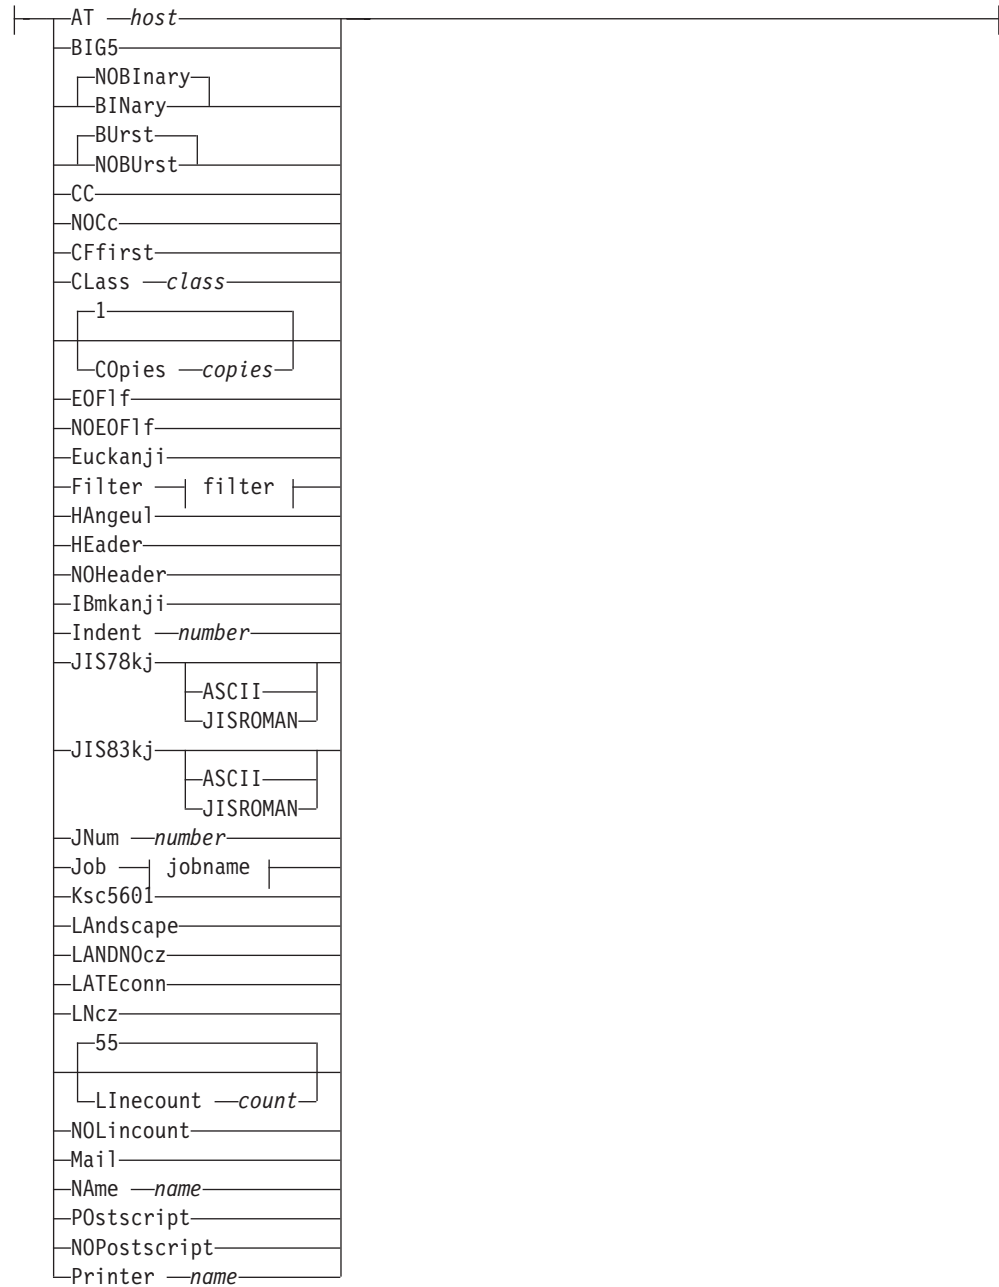 AT host
BIG5
NOBInary
BINary
BUrst
NOBUrst
CC
NOCc
CFfirst
CLass class
1
COpies copies
EOFlf
NOEOFlf
Euckanji
Filter filter
HAngeul
HEader
NOHeader
IBmkanji
Indent number
JIS78kj
ASCII
JISROMAN
JIS83kj
ASCII
JISROMAN
JNum number
Job jobname
Ksc5601
LAndscape
LANDNOcz
LATEconn
LNcz
55
LInecount count
NOLincount
Mail
NAme name
POstscript
NOPostscript
Printer name